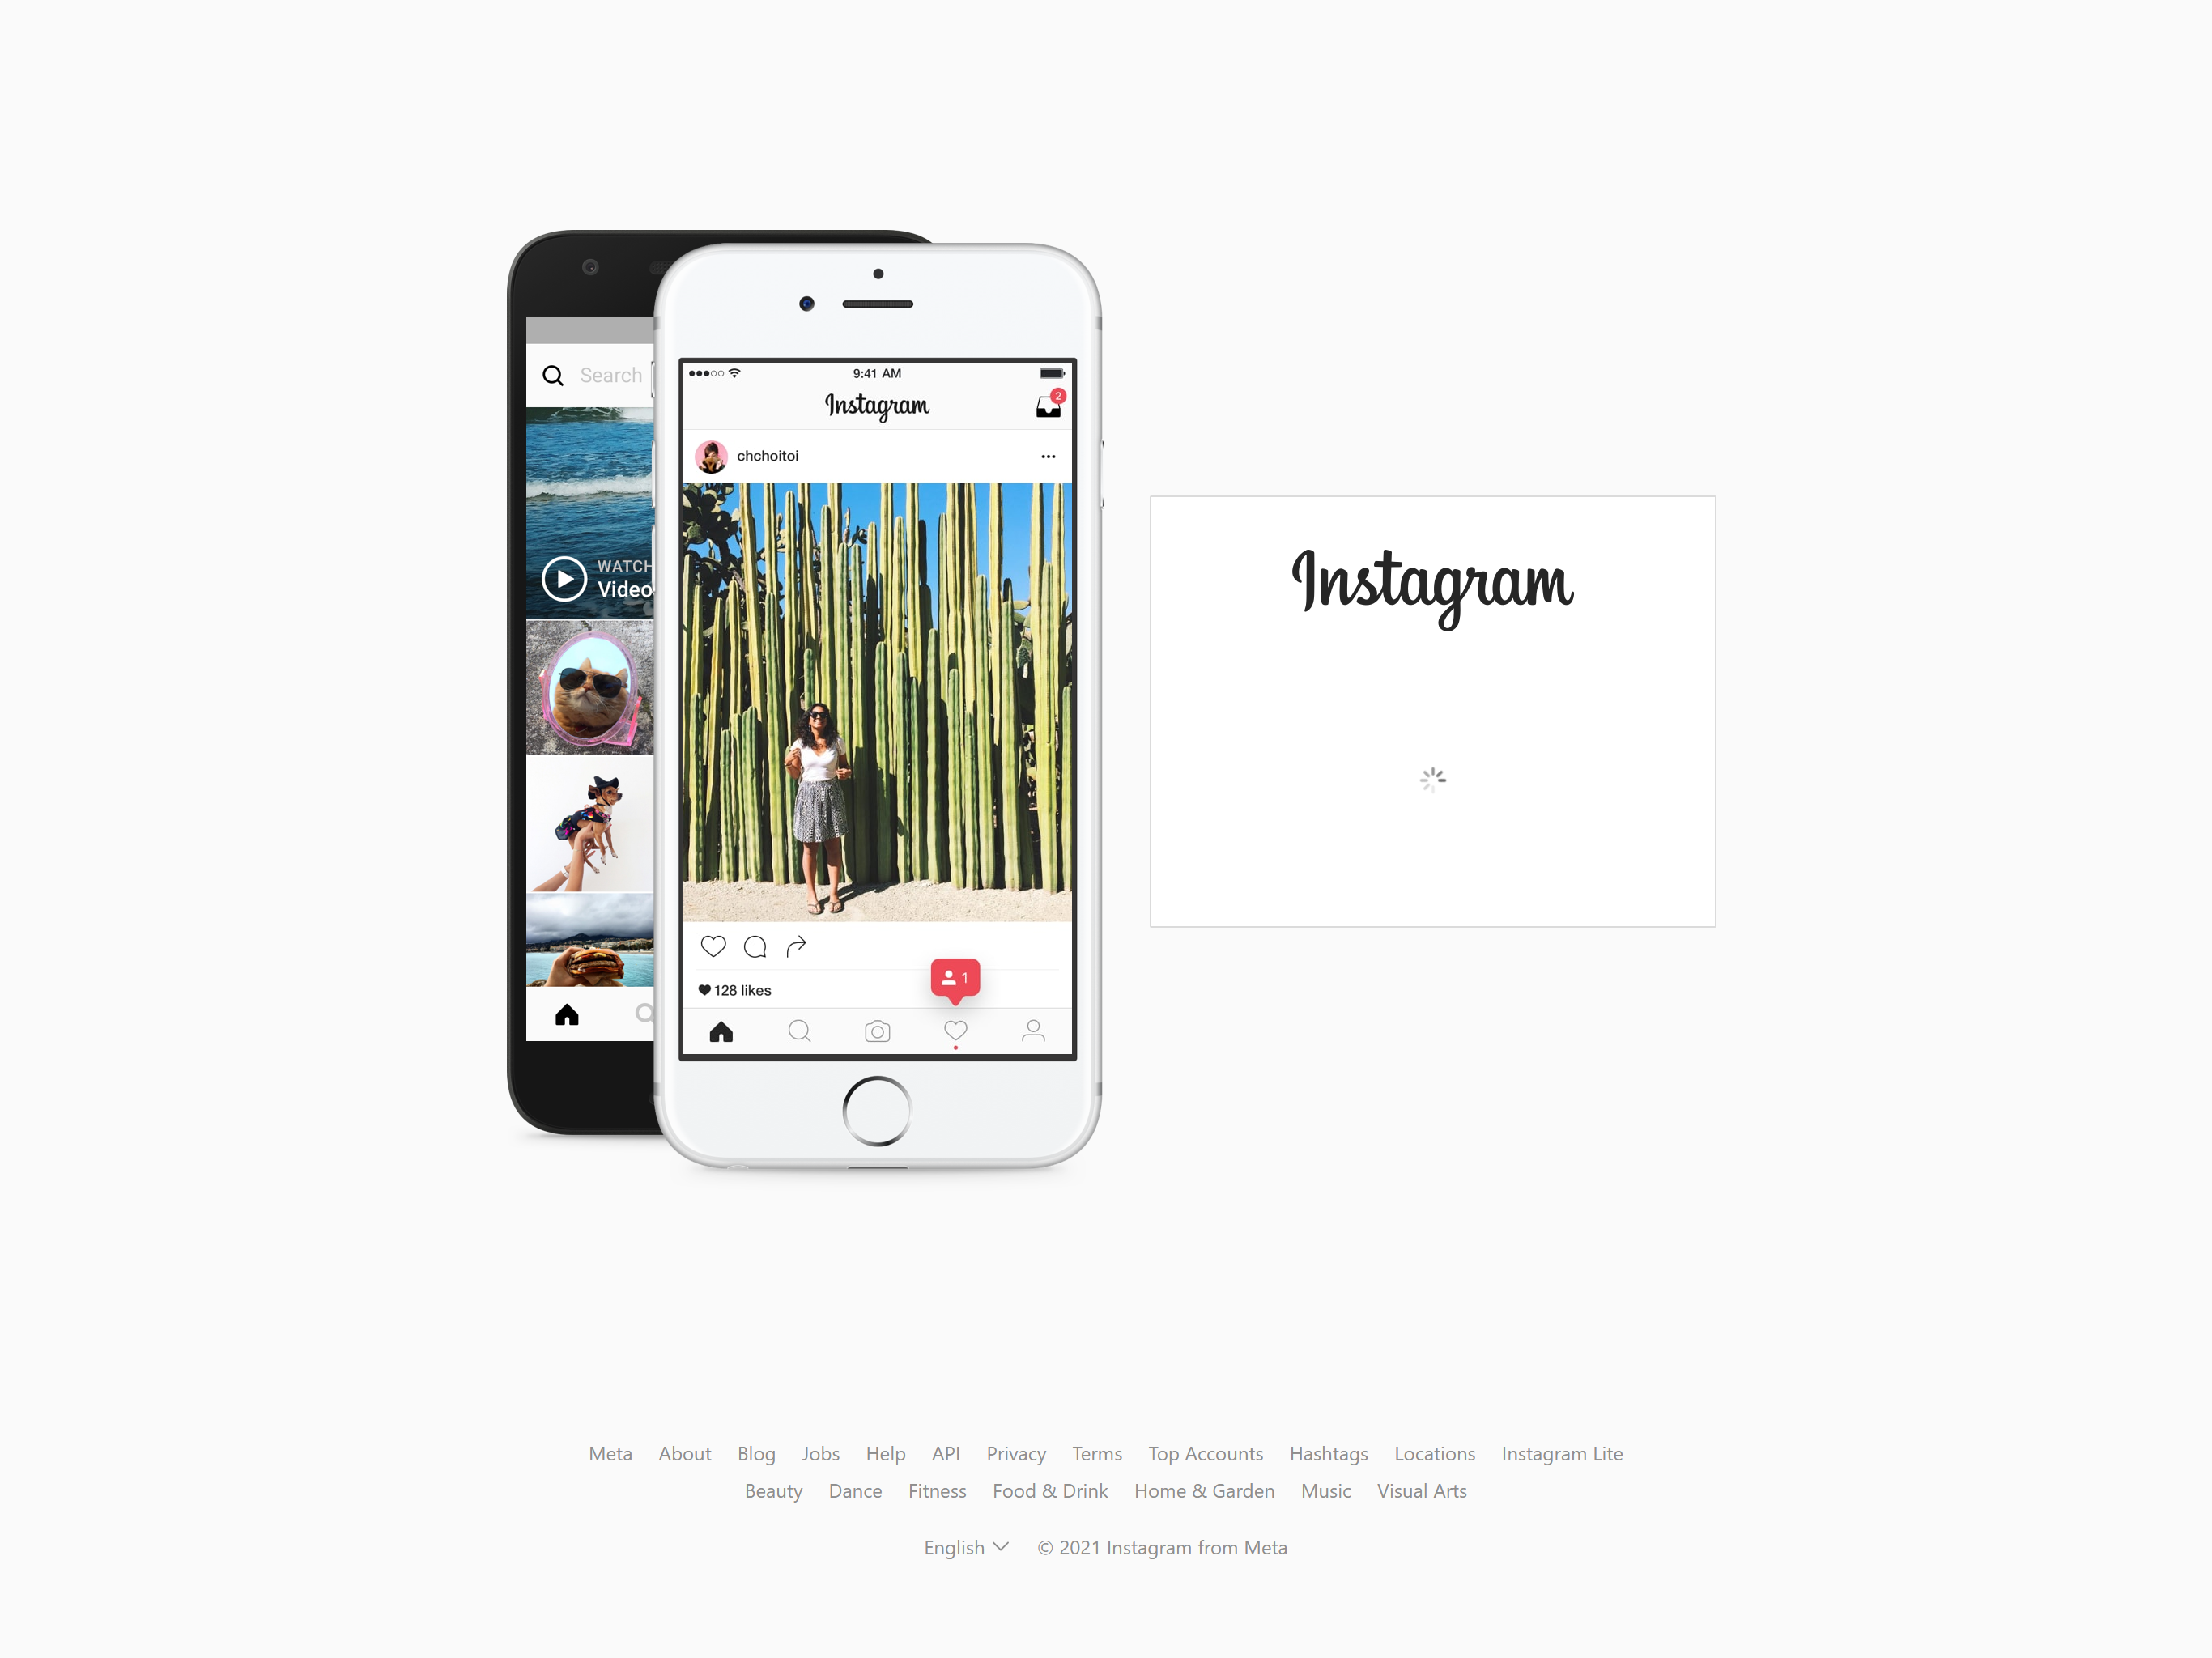 Search
WATCH
Video
9:41 AM
Instagram
2
chchoitoi
128 likes
1
Instagram
Meta About Blog Jobs Help API Privacy Terms Top Accounts Hashtags Locations Instagram Lite
Beauty Dance Fitness Food & Drink Home & Garden Music Visual Arts
English © 2021 Instagram from Meta